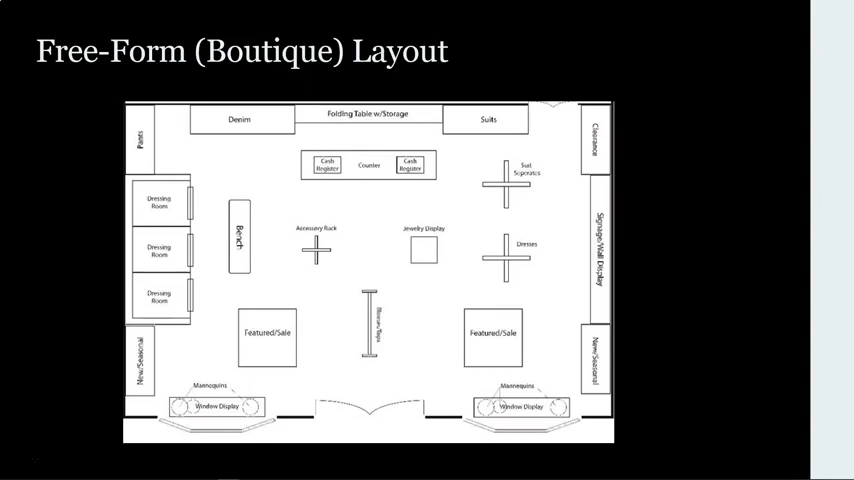 Free-Form (Boutique) Layout
Pants
Denim
Folding Table w/Storage
Suits
Clearance
Cash
Register
Counter
Cash
Register
Suit
Seperates
Dressing
Room
Dressing
Room
Dressing
Room
Bench
Accessory Rack
Jewelry Display
Dresses
Signage/Wall Display
Featured/Sale
Featured/Sale
New/Seasonal
New/Seasonal
Mannequins
Window Display
Mannequins
Window Display